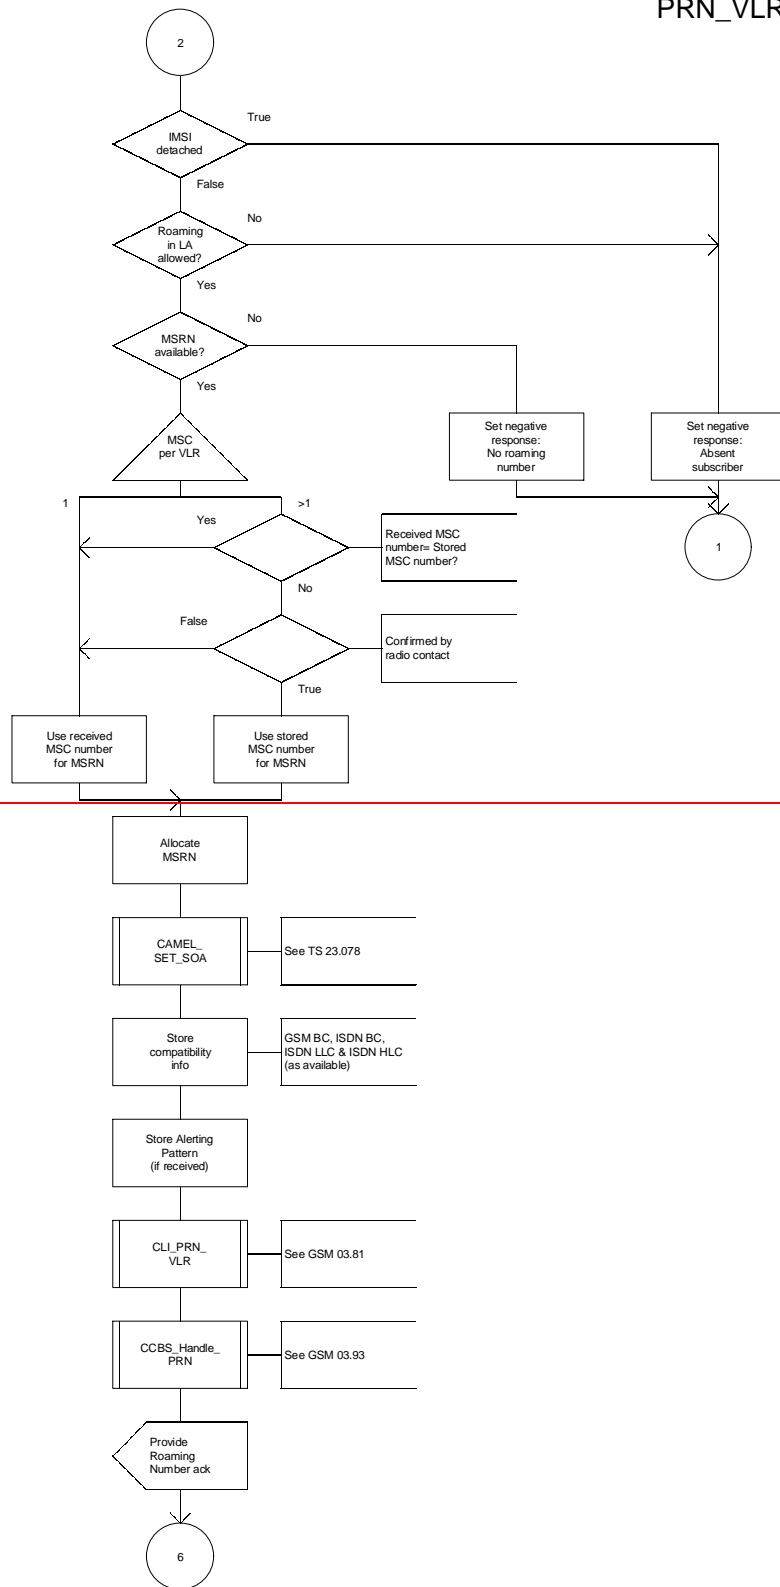 PRN_VLR
2
True
IMSI
detached
False
No
Roaming
in LA
allowed?
Yes
No
MSRN
available?
Yes
MSC
per VLR
Set negative
response:
No roaming
number
Set negative
response:
Absent
subscriber
1
>1
Yes
Received MSC
number= Stored
MSC number?
1
No
False
Confirmed by
radio contact
True
Use received
MSC number
for MSRN
Use stored
MSC number
for MSRN
Allocate
MSRN
CAMEL_
SET_SOA
See TS 23.078
Store
compatibility
info
GSM BC, ISDN BC,
ISDN LLC & ISDN HLC
(as available)
Store Alerting
Pattern
(if received)
CLI_PRN_
VLR
See GSM 03.81
CCBS_Handle_
PRN
See GSM 03.93
Provide
Roaming
Number ack
6